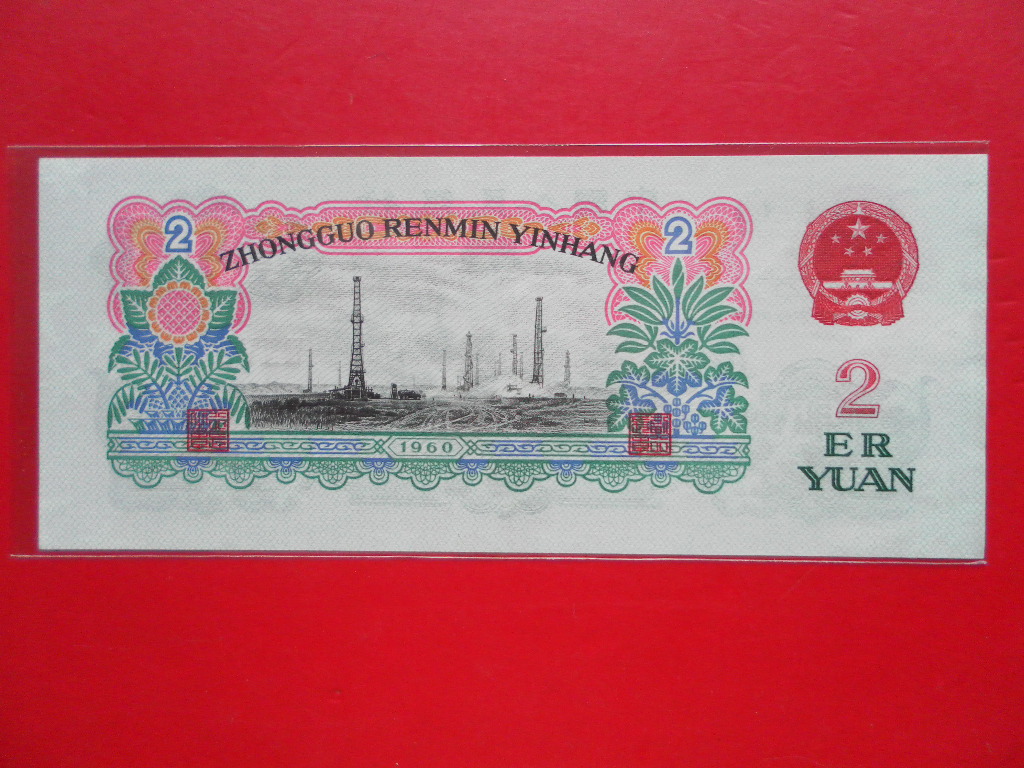 2
2
ZHONGGUO RENMIN YINHANG
1960
2
ER
YUAN